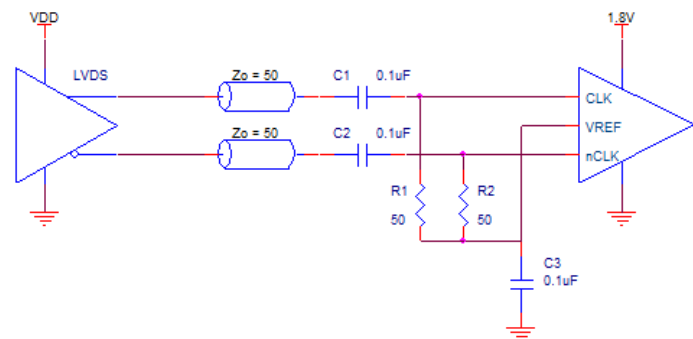 VDD
1.8V
LVDS
Zo = 50
C1
0.1uF
CLK
VREF
Zo = 50
C2
0.1uF
nCLK
R1
R2
50
50
C3
0.1uF